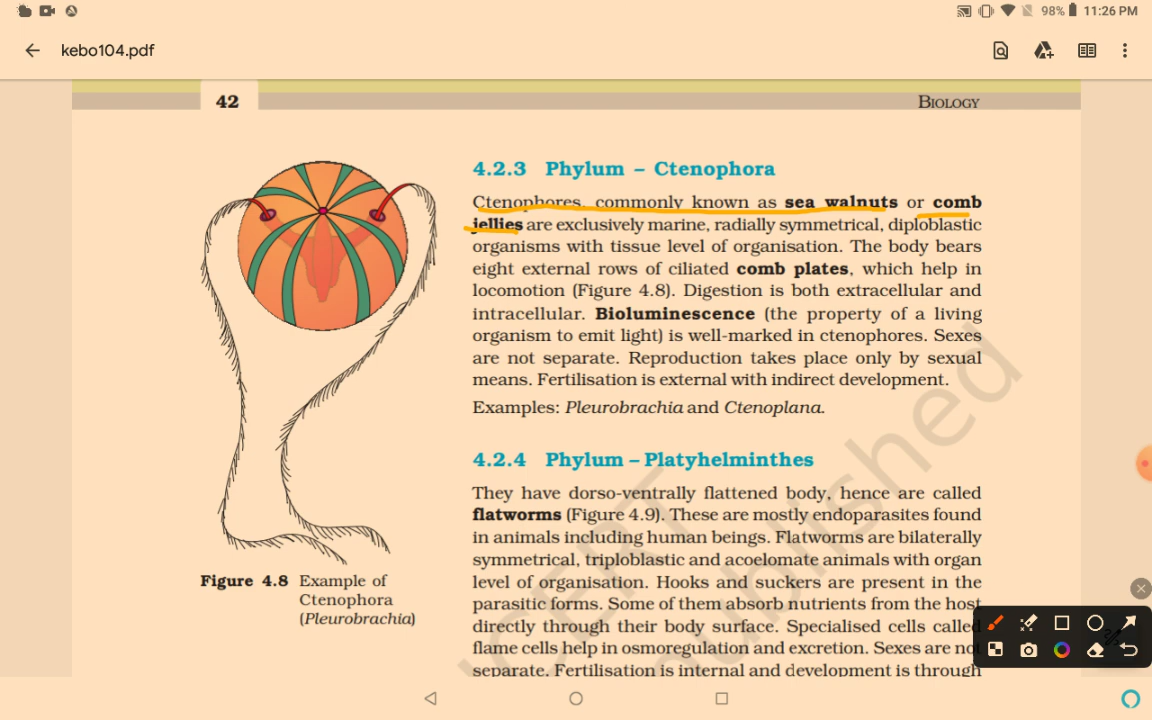 98% 11:26 PM
kebo104.pdf
42
BIOLOGY
4.2.3 Phylum – Ctenophora
Ctenophores, commonly known as sea walnuts or comb
jellies are exclusively marine, radially symmetrical, diploblastic
organisms with tissue level of organisation. The body bears
eight external rows of ciliated comb plates, which help in
locomotion (Figure 4.8). Digestion is both extracellular and
intracellular. Bioluminescence (the property of a living
organism to emit light) is well-marked in ctenophores. Sexes
are not separate. Reproduction takes place only by sexual
means. Fertilisation is external with indirect development.
Examples: Pleurobrachia and Ctenoplana.
4.2.4 Phylum – Platyhelminthes
They have dorso-ventrally flattened body, hence are called
flatworms (Figure 4.9). These are mostly endoparasites found
in animals including human beings. Flatworms are bilaterally
symmetrical, triploblastic and acoelomate animals with organ
level of organisation. Hooks and suckers are present in the
parasitic forms. Some of them absorb nutrients from the host
directly through their body surface. Specialised cells called
flame cells help in osmoregulation and excretion. Sexes are not
separate. Fertilisation is internal and development is through
Figure 4.8 Example of
Ctenophora
(Pleurobrachia)